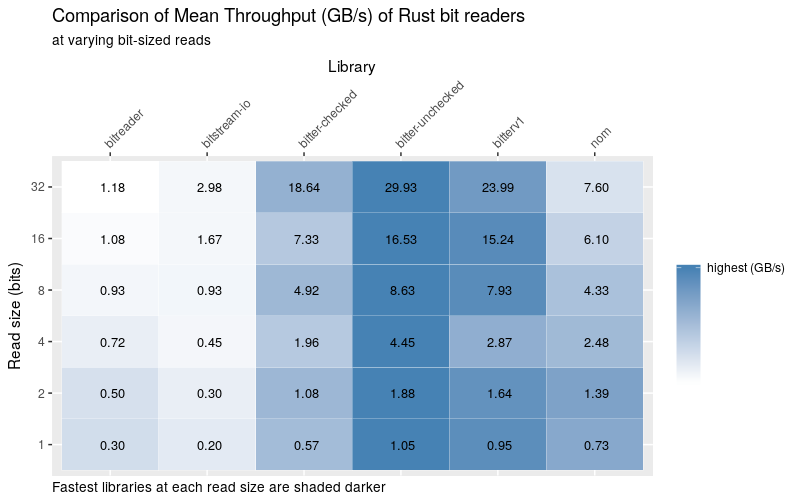 Comparison of Mean Throughput (GB/s) of Rust bit readers
at varying bit-sized reads
Library
bitreader bitstream-io bitter-checked bitter-unchecked bitterv1 nom
32 1.18 2.98 18.64 29.93 23.99 7.60
16 1.08 1.67 7.33 16.53 15.24 6.10
8 0.93 0.93 4.92 8.63 7.93 4.33
4 0.72 0.45 1.96 4.45 2.87 2.48
2 0.50 0.30 1.08 1.88 1.64 1.39
1 0.30 0.20 0.57 1.05 0.95 0.73
Read size (bits)
highest (GB/s)
Fastest libraries at each read size are shaded darker